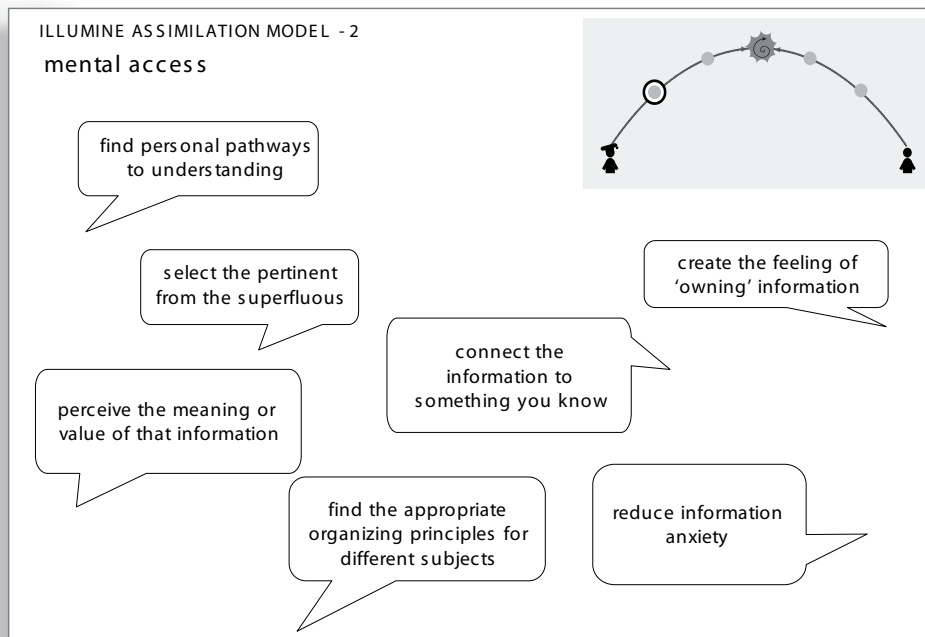 ILLUMINE ASSIMILATION MODEL - 2
mental access
find personal pathways
to understanding
select the pertinent
from the superfluous
create the feeling of
‘owning’ information
connect the
information to
something you know
perceive the meaning or
value of that information
find the appropriate
organizing principles for
different subjects
reduce information
anxiety